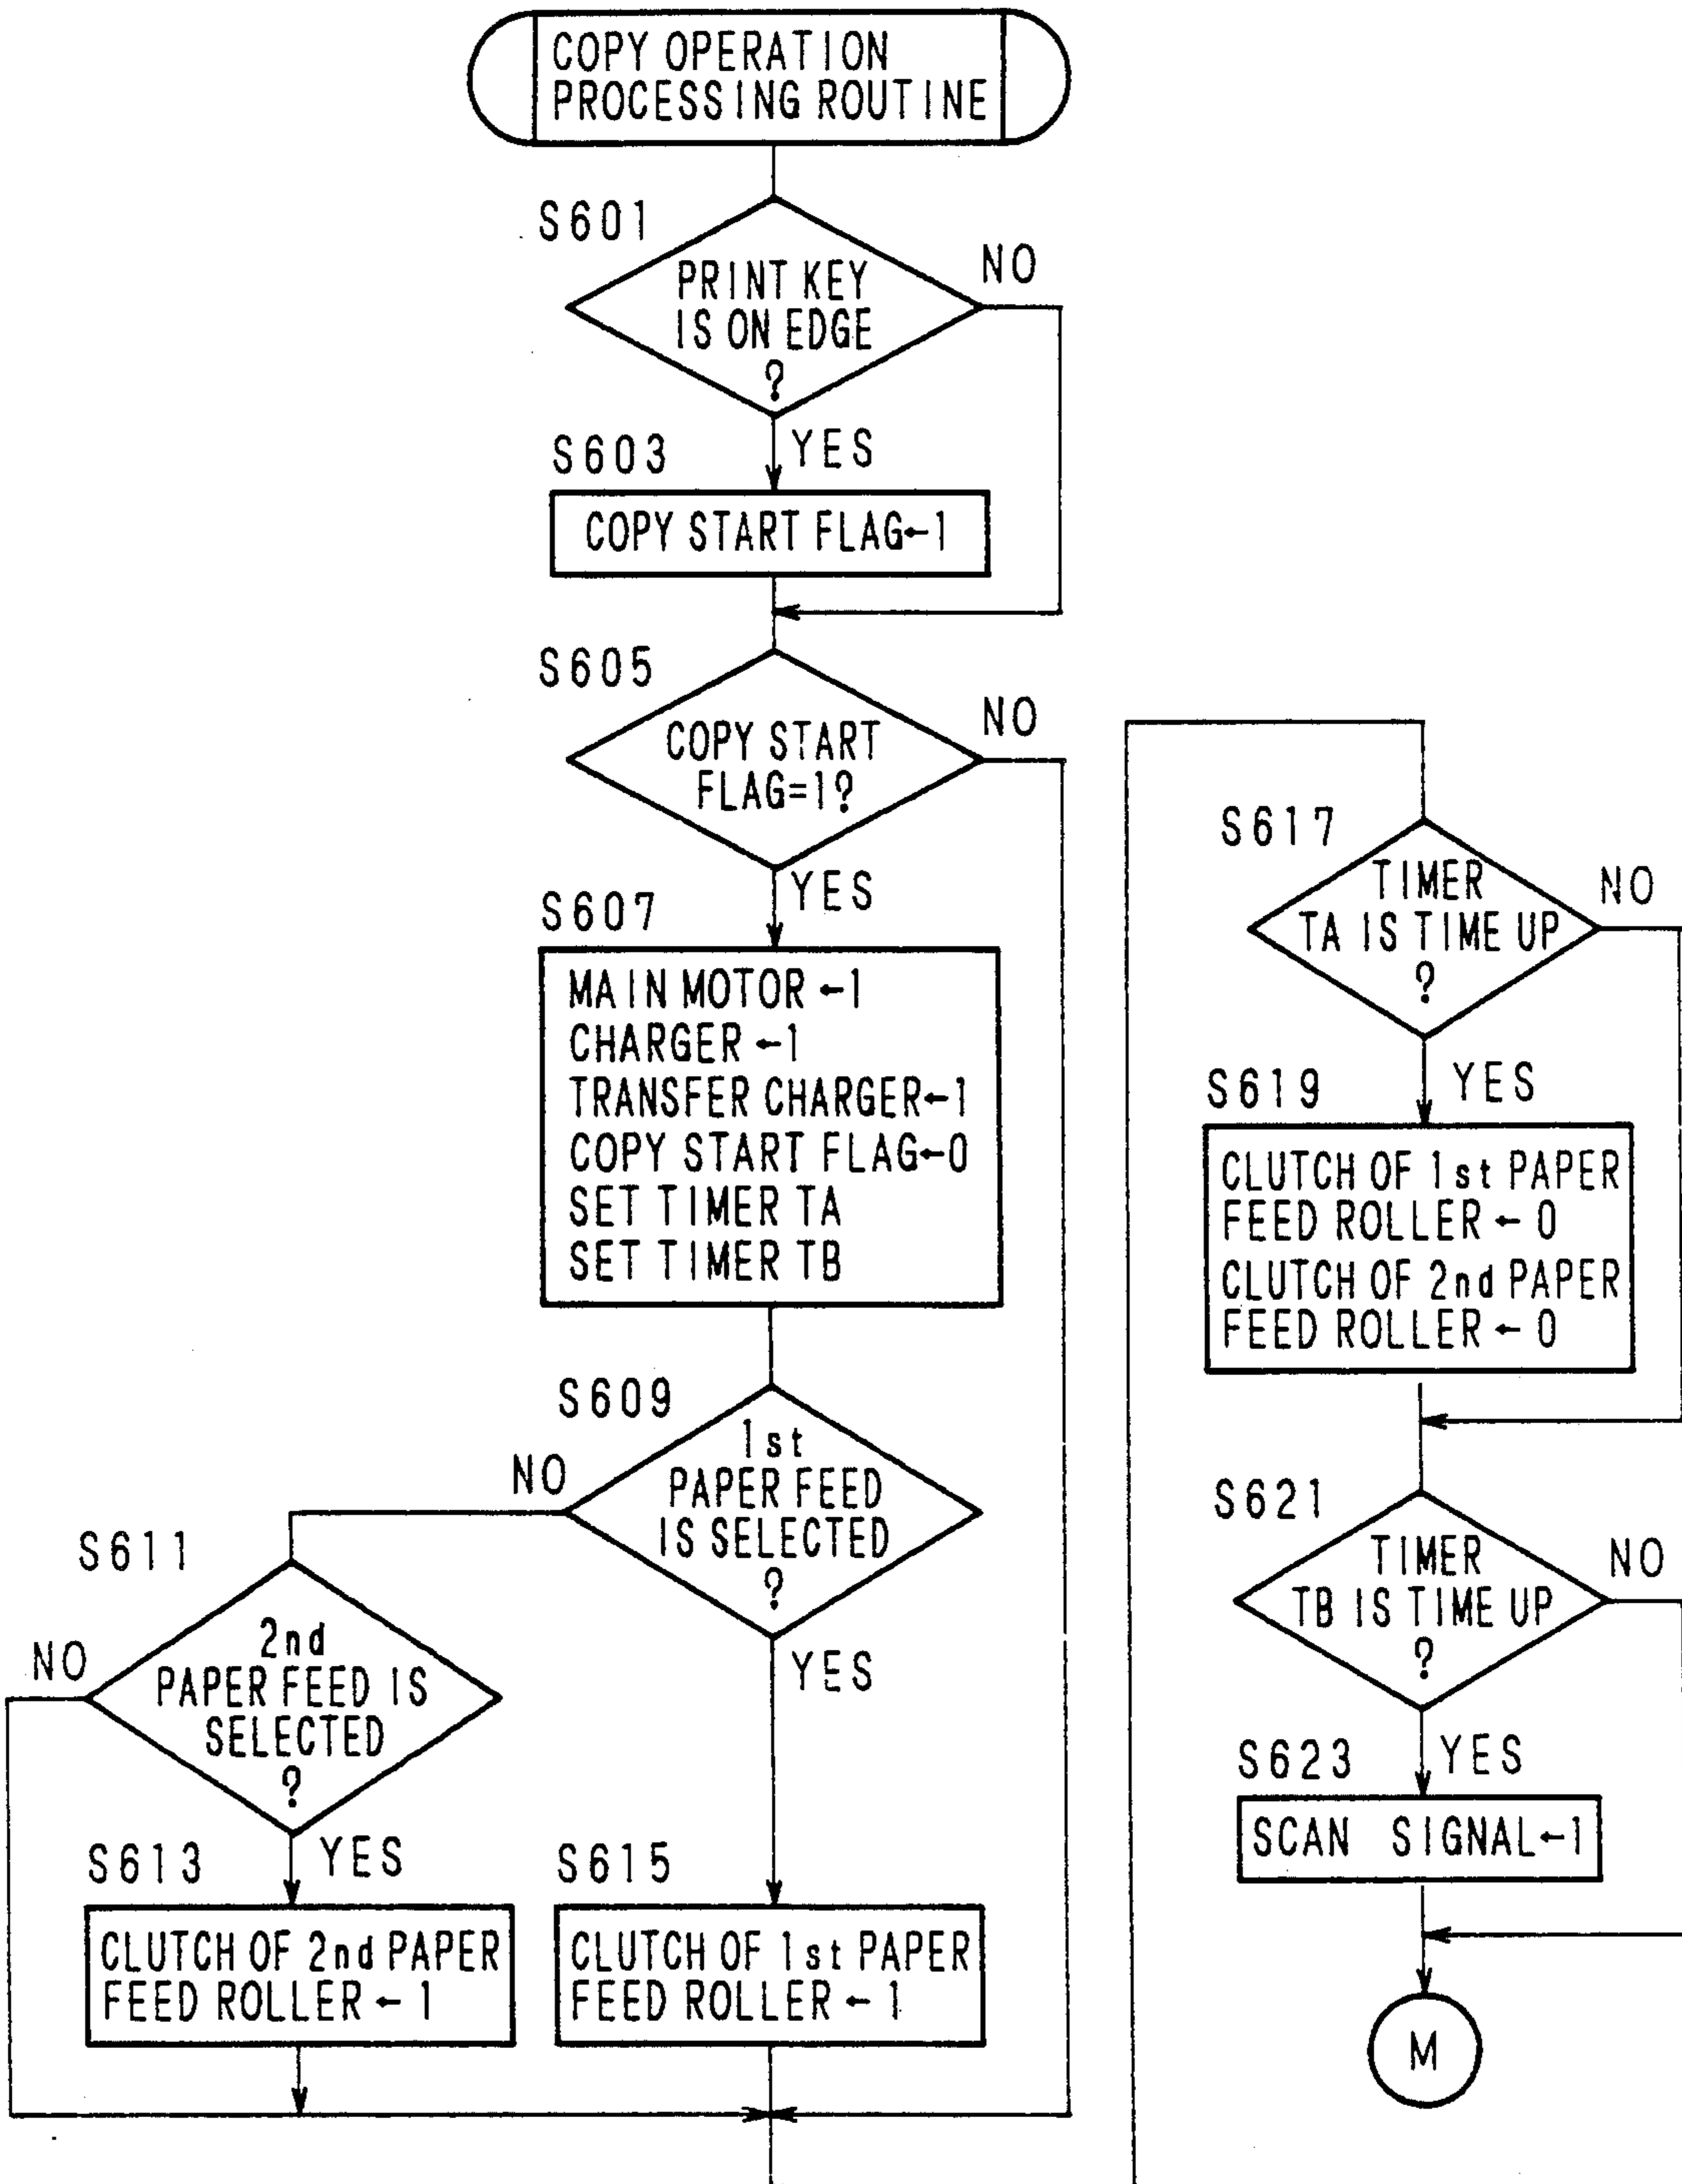 COPY OPERATION
PROCESSING ROUTINE
S601
PRINT KEY
IS ON EDGE
?
NO
YES
S603
COPY START FLAG←1
S605
COPY START
FLAG=1?
NO
YES
S607
MAIN MOTOR ←1
CHARGER ←1
TRANSFER CHARGER←1
COPY START FLAG←0
SET TIMER TA
SET TIMER TB
S609
1st
PAPER FEED
IS SELECTED
?
NO
YES
S611
2nd
PAPER FEED IS
SELECTED
?
NO
YES
S613
CLUTCH OF 2nd PAPER
FEED ROLLER ← 1
S615
CLUTCH OF 1st PAPER
FEED ROLLER ← 1
S617
TIMER
TA IS TIME UP
?
NO
YES
S619
CLUTCH OF 1st PAPER
FEED ROLLER ← 0
CLUTCH OF 2nd PAPER
FEED ROLLER ← 0
S621
TIMER
TB IS TIME UP
?
NO
YES
S623
SCAN SIGNAL←1
M